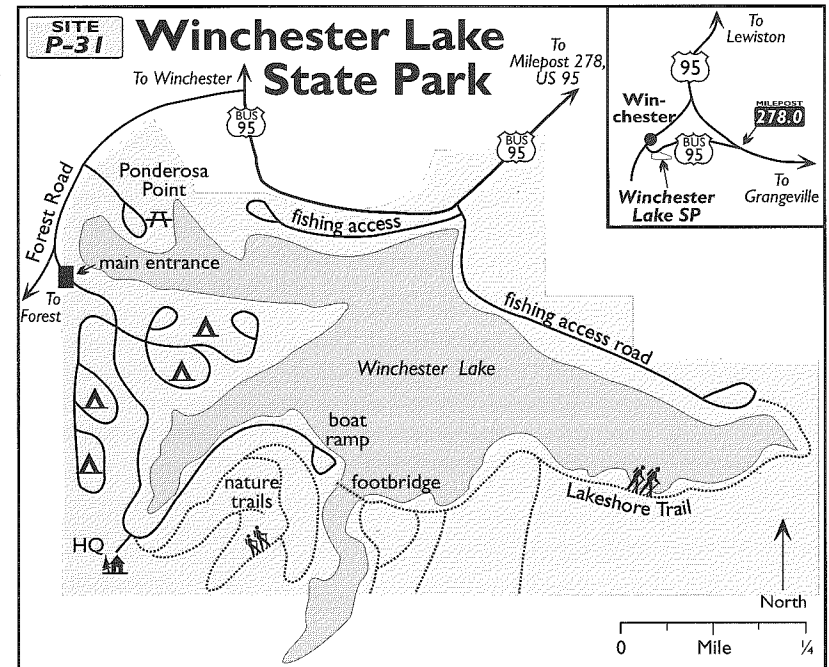 SITE
P-31
Winchester Lake
State Park
To Winchester
BUS
95
To
Milepost 278,
US 95
BUS
95
To
Lewiston
95
Win-
chester
MILEPOST
278.0
BUS
95
Winchester
Lake SP
To
Grangeville
Forest Road
Ponderosa
Point
fishing access
main entrance
To
Forest
fishing access road
Winchester Lake
boat
ramp
nature
trails
footbridge
Lakeshore Trail
HQ
North
0 Mile ¼